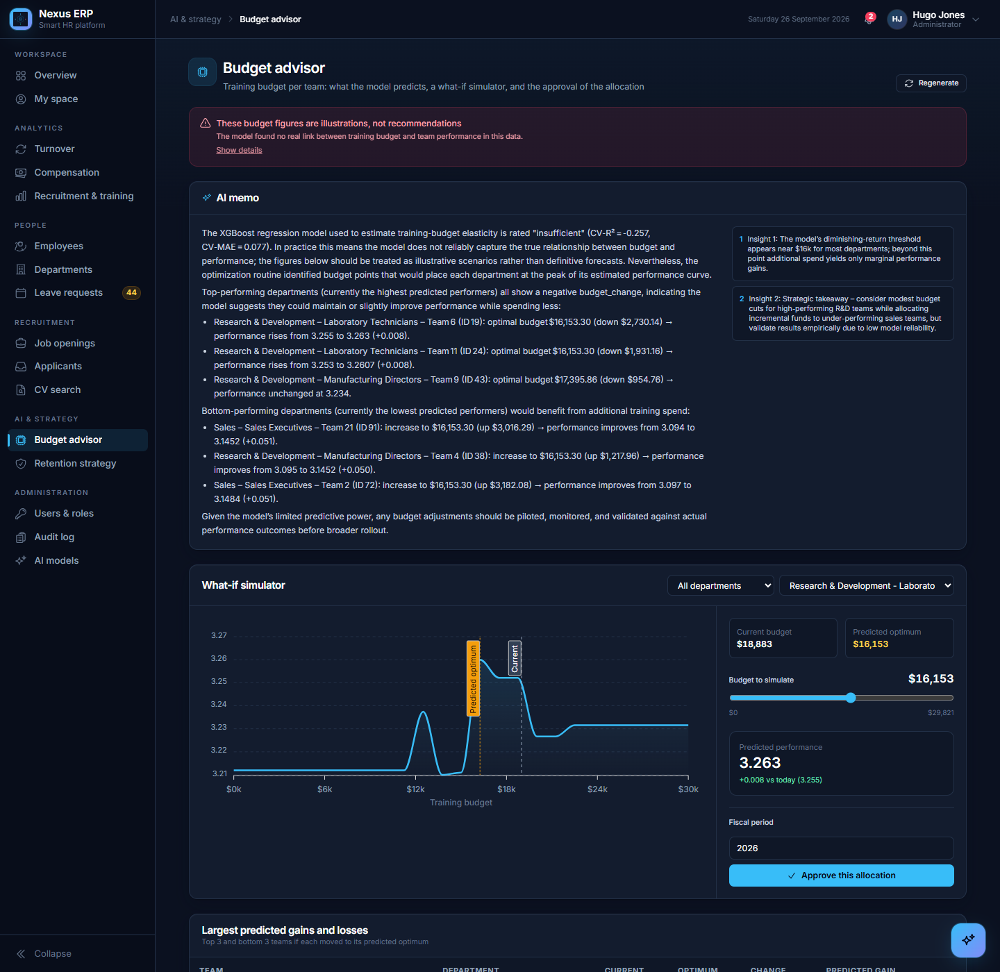 Nexus ERP
Smart HR platform
AI & strategy > Budget advisor
Saturday 26 September 2026
2
HJ
Hugo Jones
Administrator
WORKSPACE
Overview
My space
ANALYTICS
Turnover
Compensation
Recruitment & training
PEOPLE
Employees
Departments
Leave requests 44
RECRUITMENT
Job openings
Applicants
CV search
AI & STRATEGY
Budget advisor
Retention strategy
ADMINISTRATION
Users & roles
Audit log
AI models
Collapse
Budget advisor
Training budget per team: what the model predicts, a what-if simulator, and the approval of the allocation
Regenerate
These budget figures are illustrations, not recommendations
The model found no real link between training budget and team performance in this data.
Show details
AI memo
The XGBoost regression model used to estimate training-budget elasticity is rated "insufficient" (CV-R² = -0.257,
CV-MAE = 0.077). In practice this means the model does not reliably capture the true relationship between budget and
performance; the figures below should be treated as illustrative scenarios rather than definitive forecasts. Nevertheless, the
optimization routine identified budget points that would place each department at the peak of its estimated performance curve.
Top-performing departments (currently the highest predicted performers) all show a negative budget_change, indicating the
model suggests they could maintain or slightly improve performance while spending less:
• Research & Development – Laboratory Technicians – Team 6 (ID 19): optimal budget $16,153.30 (down $2,730.14) →
performance rises from 3.255 to 3.263 (+0.008).
• Research & Development – Laboratory Technicians – Team 11 (ID 24): optimal budget $16,153.30 (down $1,931.16) →
performance rises from 3.253 to 3.2607 (+0.008).
• Research & Development – Manufacturing Directors – Team 9 (ID 43): optimal budget $17,395.86 (down $954.76) →
performance unchanged at 3.234.
Bottom-performing departments (currently the lowest predicted performers) would benefit from additional training spend:
• Sales – Sales Executives – Team 21 (ID 91): increase to $16,153.30 (up $3,016.29) → performance improves from 3.094 to
3.1452 (+0.051).
• Research & Development – Manufacturing Directors – Team 4 (ID 38): increase to $16,153.30 (up $1,217.96) → performance
improves from 3.095 to 3.1452 (+0.050).
• Sales – Sales Executives – Team 2 (ID 72): increase to $16,153.30 (up $3,182.08) → performance improves from 3.097 to
3.1484 (+0.051).
Given the model's limited predictive power, any budget adjustments should be piloted, monitored, and validated against actual
performance outcomes before broader rollout.
1 Insight 1: The model's diminishing-return threshold
appears near $16k for most departments; beyond this
point additional spend yields only marginal performance
gains.
2 Insight 2: Strategic takeaway – consider modest budget
cuts for high-performing R&D teams while allocating
incremental funds to under-performing sales teams, but
validate results empirically due to low model reliability.
What-if simulator
All departments
Research & Development - Laborato
3.27
3.26
3.25
3.24
3.23
3.22
3.21
Predicted optimum
Current
$0k $6k $12k $18k $24k $30k
Training budget
Current budget
$18,883
Predicted optimum
$16,153
Budget to simulate $16,153
$0 $29,821
Predicted performance
3.263
+0.008 vs today (3.255)
Fiscal period
2026
Approve this allocation
Largest predicted gains and losses
Top 3 and bottom 3 teams if each moved to its predicted optimum
TEAM DEPARTMENT CURRENT OPTIMUM CHANGE PREDICTED GAIN